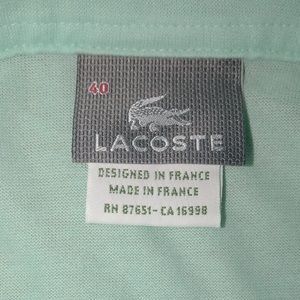 40
LACOSTE
DESIGNED IN FRANCE
MADE IN FRANCE
RN 87651-CA 16998